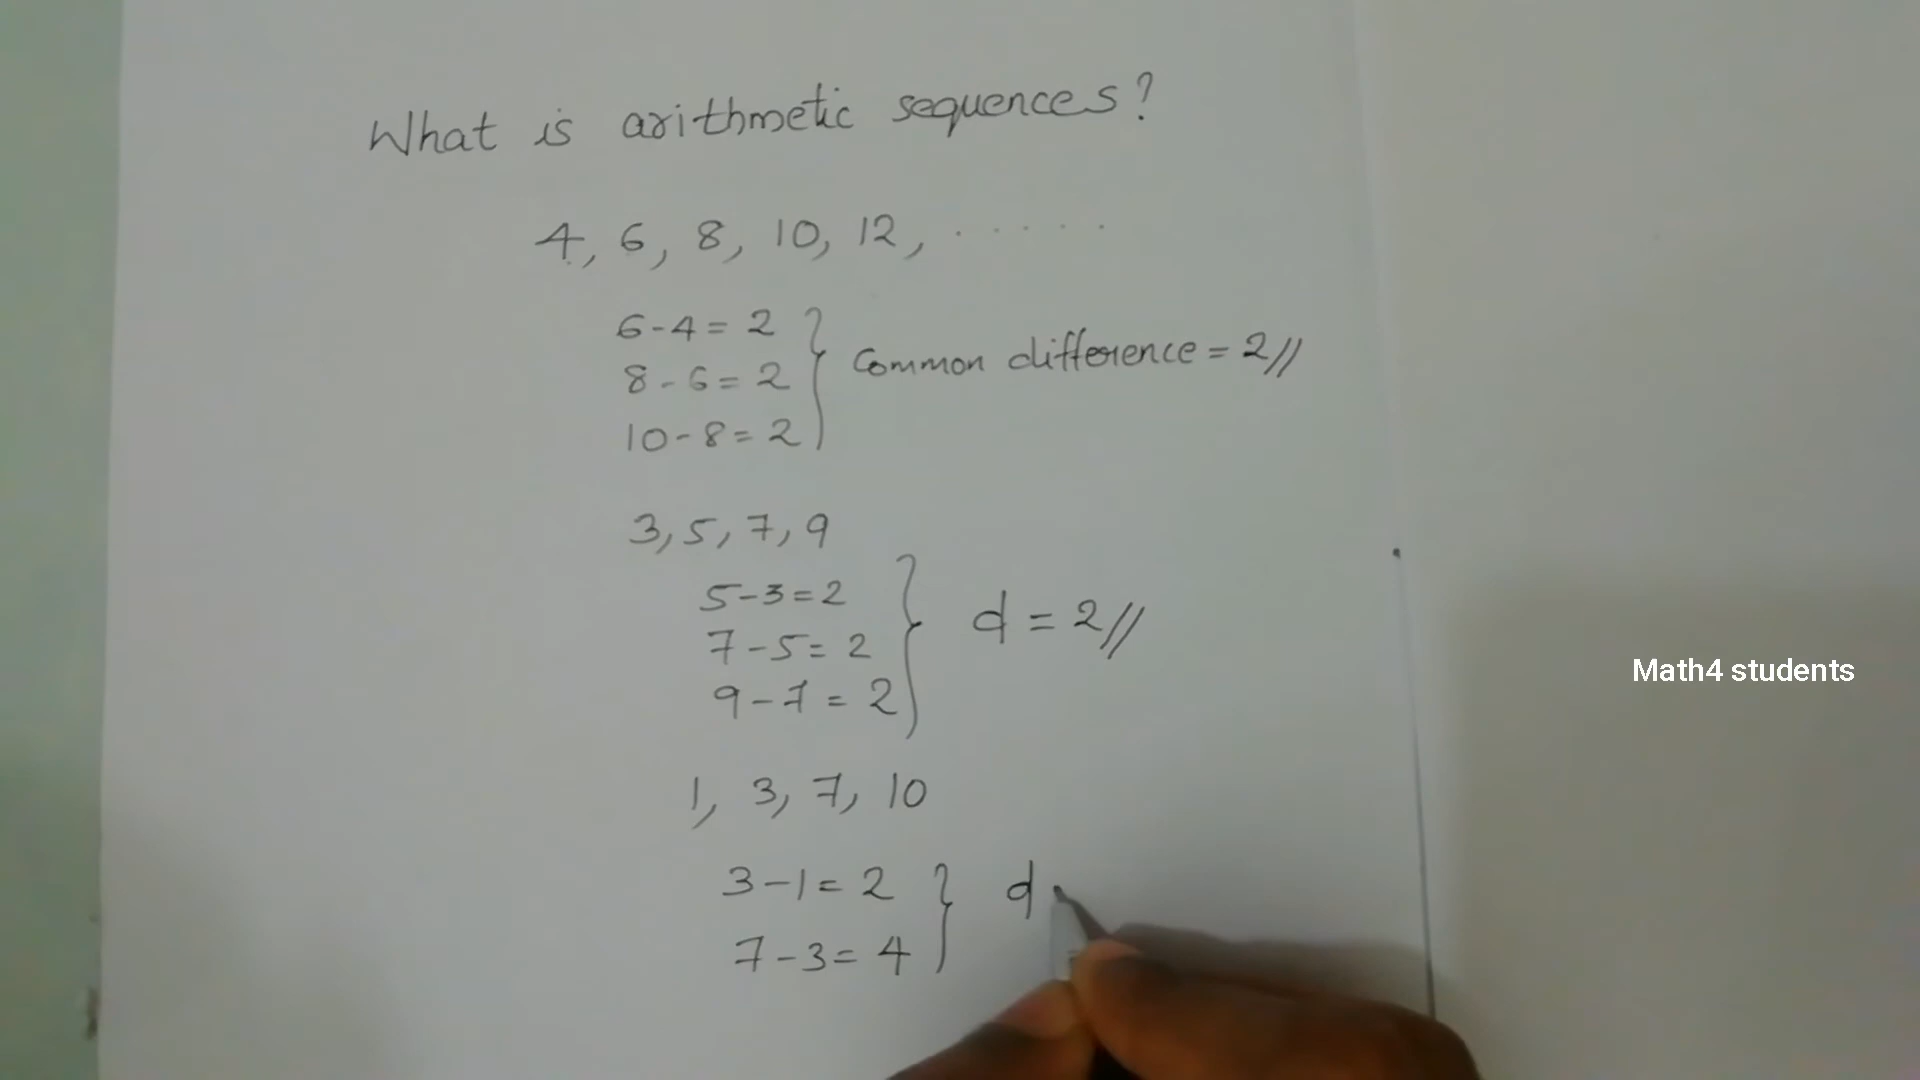 What is arithmetic sequences?
4, 6, 8, 10, 12, . . . . .
6-4 = 2
8-6 = 2
10-8 = 2
Common difference = 2//
3, 5, 7, 9
5-3=2
7-5= 2
9-7 = 2
d = 2//
1, 3, 7, 10
3-1= 2
7-3= 4
d
Math4 students